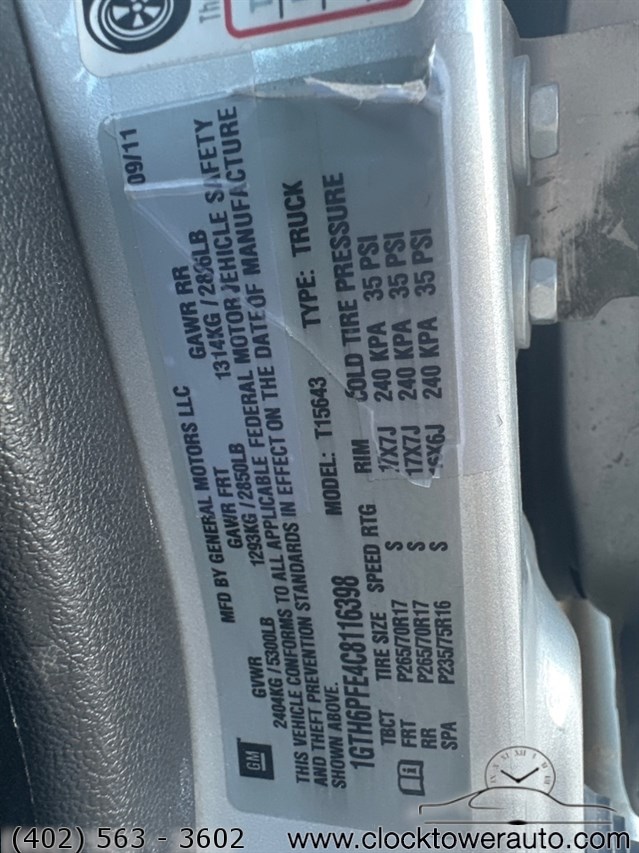 Th
MFD BY GENERAL MOTORS LLC 09/11
GVWR GAWR FRT GAWR RR
2404KG / 5300LB 1293KG / 2850LB 1314KG /
THIS VEHICLE CONFORMS TO ALL APPLICABLE FEDERAL MOTOR VEHICLE SAFETY
AND THEFT PREVENTION STANDARDS IN EFFECT ON THE DATE OF MANUFACTURE
SHOWN ABOVE.
1GTH6PFE4C8116398 MODEL: T15643 TYPE: TRUCK
TBCT TIRE SIZE SPEED RTG RIM COLD TIRE PRESSURE
FRT P265/70R17 S 17X7J 240 KPA 35 PSI
RR P265/70R17 S 17X7J 240 KPA 35 PSI
SPA P235/75R16 S 16X6J 240 KPA 35 PSI
GM
(402) 563 - 3602 www.clocktowerauto.com